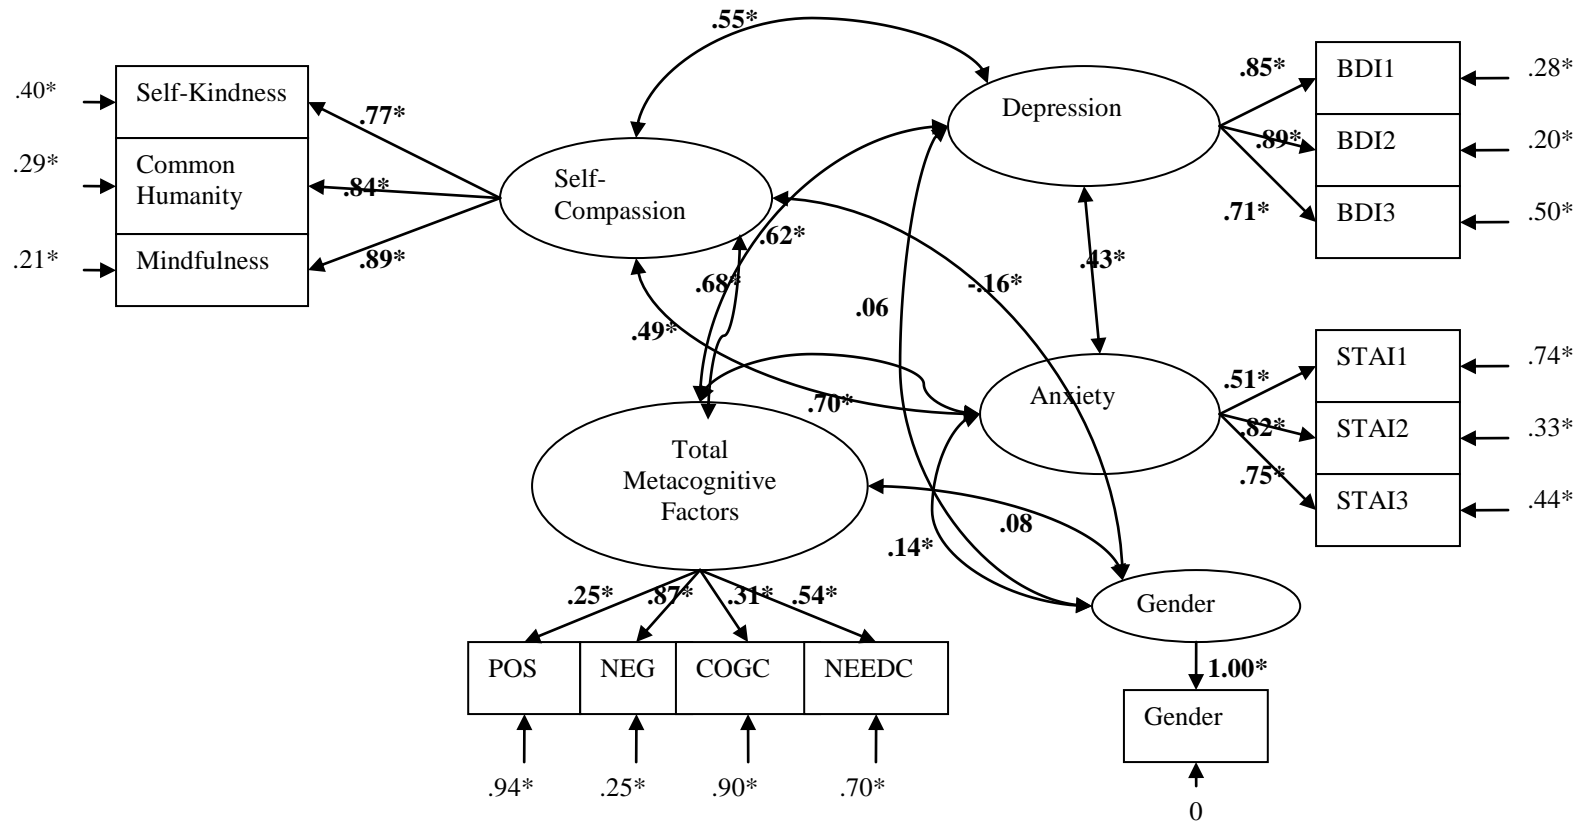 .55*
.40*
Self-Kindness
.77*
.29*
Common
Humanity
.84*
.21*
Mindfulness
.89*
Self-
Compassion
Depression
.85*
BDI1
.28*
.89*
BDI2
.20*
.71*
BDI3
.50*
.62*
.68*
.49*
.06
-.16*
.43*
.70*
Anxiety
.51*
STAI1
.74*
.82*
STAI2
.33*
.75*
STAI3
.44*
Total
Metacognitive
Factors
.08
.14*
.25*
.87*
.31*
.54*
POS
NEG
COGC
NEEDC
.94*
.25*
.90*
.70*
Gender
1.00*
Gender
0